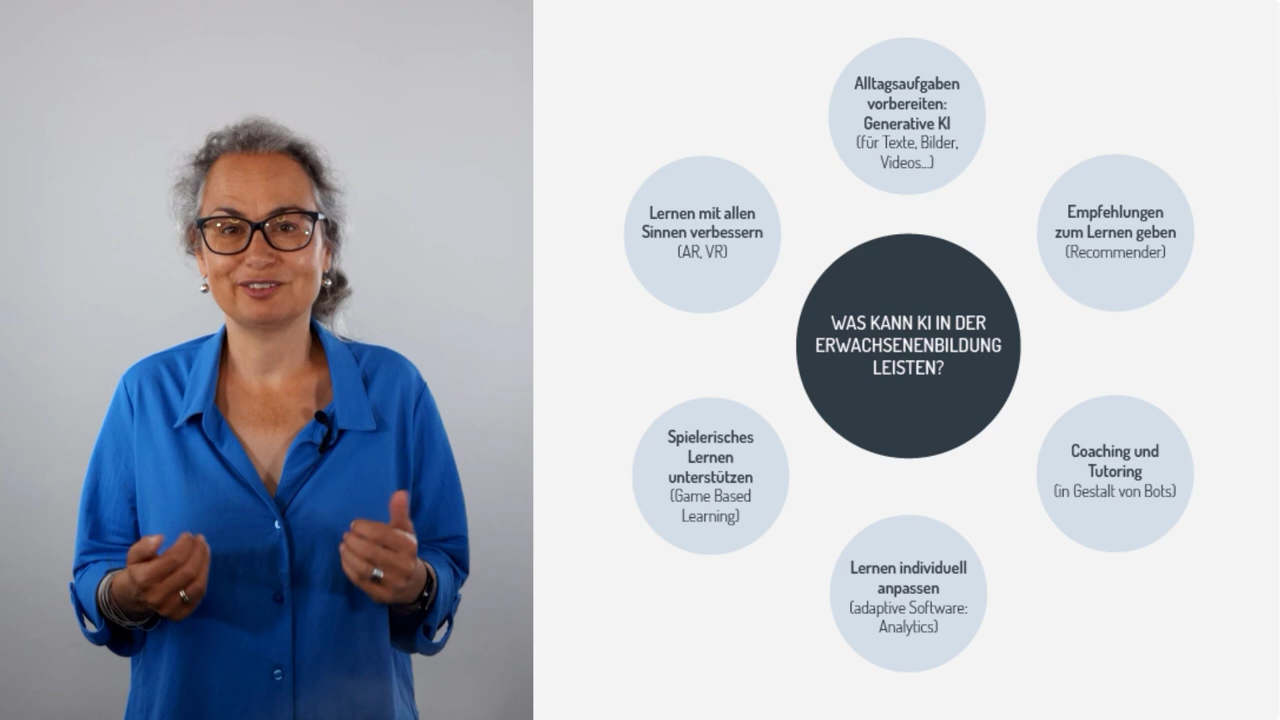 Alltagsaufgaben
vorbereiten:
Generative KI
(für Texte, Bilder,
Videos...)
Empfehlungen
zum Lernen geben
(Recommender)
Coaching und
Tutoring
(in Gestalt von Bots)
Lernen individuell
anpassen
(adaptive Software:
Analytics)
Spielerisches
Lernen
unterstützen
(Game Based
Learning)
Lernen mit allen
Sinnen verbessern
(AR, VR)
WAS KANN KI IN DER
ERWACHSENENBILDUNG
LEISTEN?